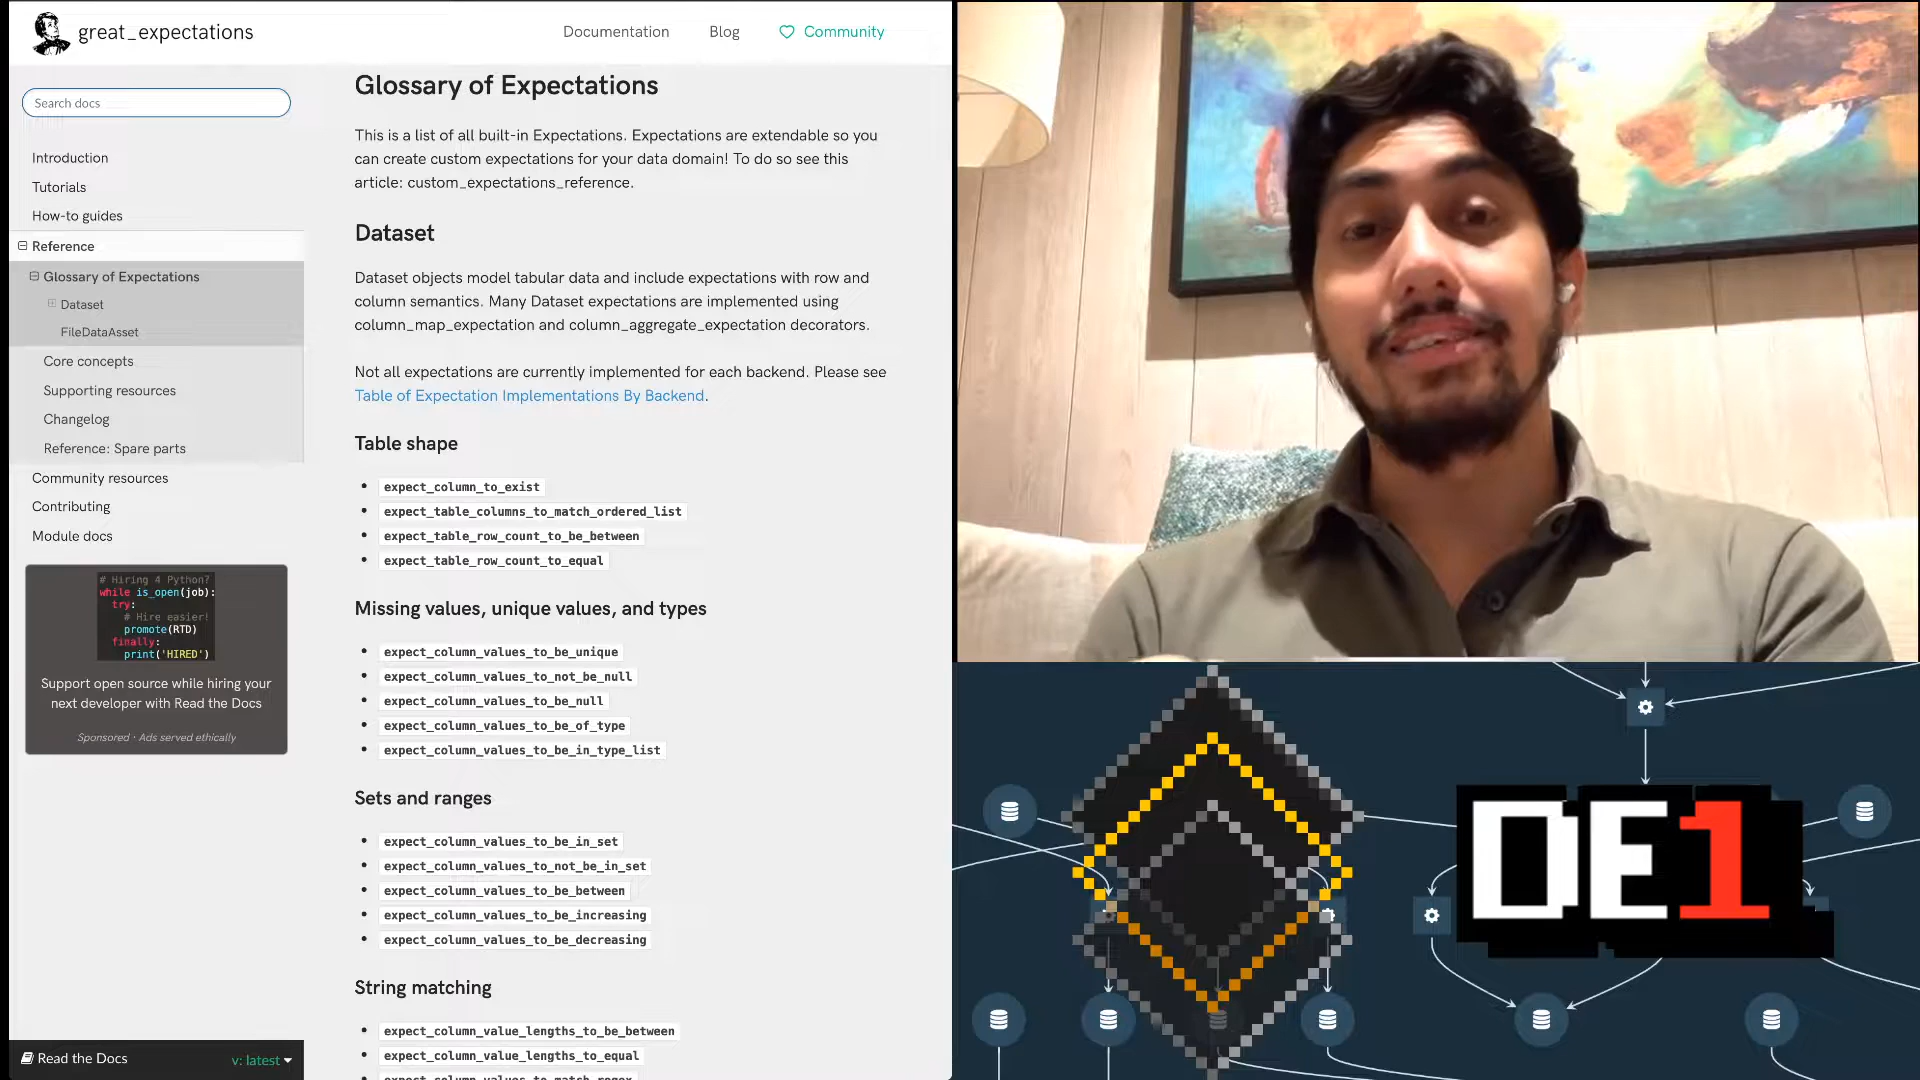 great_expectations
Documentation
Blog
Community
Search docs
Introduction
Tutorials
How-to guides
Reference
Glossary of Expectations
Dataset
FileDataAsset
Core concepts
Supporting resources
Changelog
Reference: Spare parts
Community resources
Contributing
Module docs
# Hiring 4 Python?
while is_open(job):
try:
# Hire easier!
promote(RTD)
finally:
print('HIRED')
Support open source while hiring your
next developer with Read the Docs
Sponsored · Ads served ethically
Read the Docs
v: latest
Glossary of Expectations
This is a list of all built-in Expectations. Expectations are extendable so you
can create custom expectations for your data domain! To do so see this
article: custom_expectations_reference.
Dataset
Dataset objects model tabular data and include expectations with row and
column semantics. Many Dataset expectations are implemented using
column_map_expectation and column_aggregate_expectation decorators.
Not all expectations are currently implemented for each backend. Please see
Table of Expectation Implementations By Backend.
Table shape
expect_column_to_exist
expect_table_columns_to_match_ordered_list
expect_table_row_count_to_be_between
expect_table_row_count_to_equal
Missing values, unique values, and types
expect_column_values_to_be_unique
expect_column_values_to_not_be_null
expect_column_values_to_be_null
expect_column_values_to_be_of_type
expect_column_values_to_be_in_type_list
Sets and ranges
expect_column_values_to_be_in_set
expect_column_values_to_not_be_in_set
expect_column_values_to_be_between
expect_column_values_to_be_increasing
expect_column_values_to_be_decreasing
String matching
expect_column_value_lengths_to_be_between
expect_column_value_lengths_to_equal
DE1